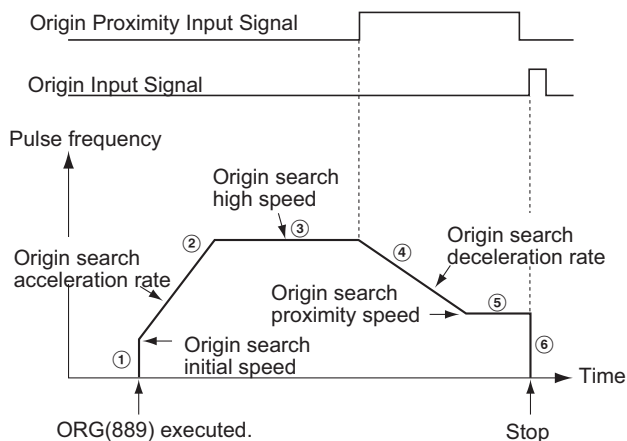 Origin Proximity Input Signal
Origin Input Signal
Pulse frequency
Origin search
high speed
②
③
④
Origin search
acceleration rate
Origin search
deceleration rate
Origin search
proximity speed
⑤
①
Origin search
initial speed
⑥
Time
ORG(889) executed.
Stop